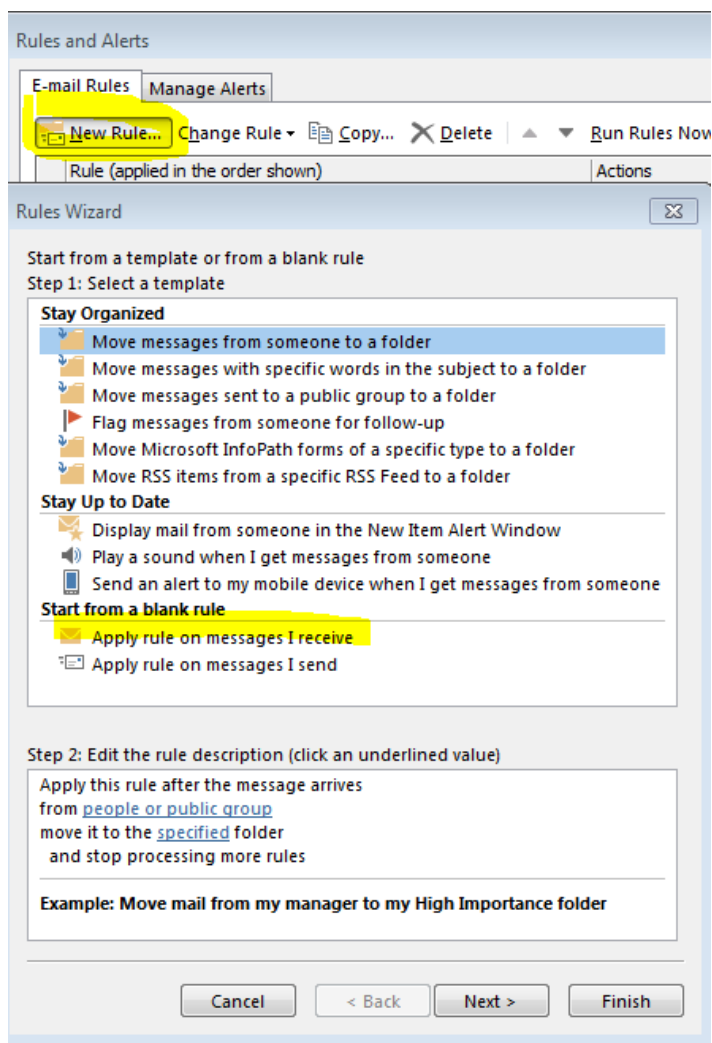 Rules and Alerts
E-mail Rules Manage Alerts
New Rule... Change Rule Copy... Delete Run Rules Now
Rule (applied in the order shown) Actions
Rules Wizard
Start from a template or from a blank rule
Step 1: Select a template
Stay Organized
Move messages from someone to a folder
Move messages with specific words in the subject to a folder
Move messages sent to a public group to a folder
Flag messages from someone for follow-up
Move Microsoft InfoPath forms of a specific type to a folder
Move RSS items from a specific RSS Feed to a folder
Stay Up to Date
Display mail from someone in the New Item Alert Window
Play a sound when I get messages from someone
Send an alert to my mobile device when I get messages from someone
Start from a blank rule
Apply rule on messages I receive
Apply rule on messages I send
Step 2: Edit the rule description (click an underlined value)
Apply this rule after the message arrives
from people or public group
move it to the specified folder
and stop processing more rules
Example: Move mail from my manager to my High Importance folder
Cancel < Back Next > Finish